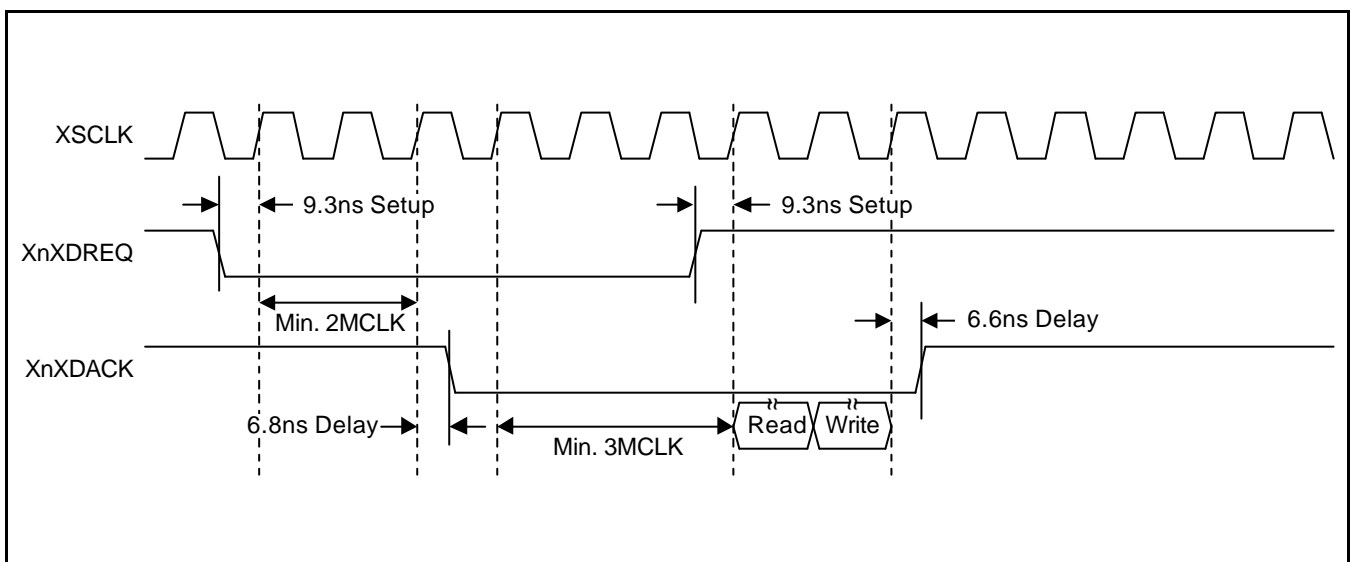 XSCLK
9.3ns Setup
9.3ns Setup
XnXDREQ
Min. 2MCLK
6.6ns Delay
XnXDACK
6.8ns Delay
Min. 3MCLK
Read
Write